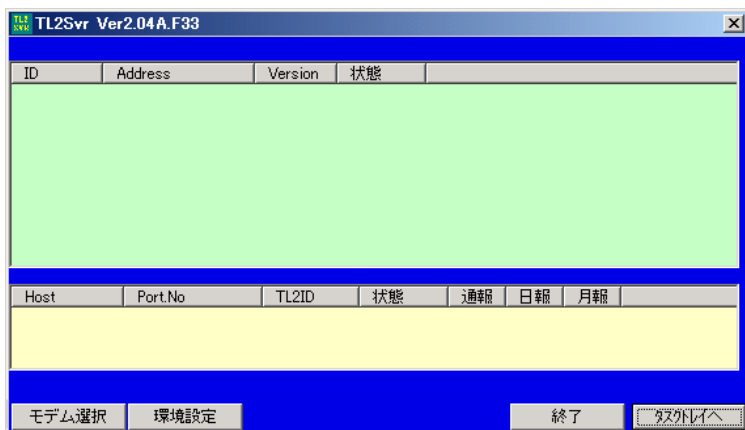 TL2 SVR TL2Svr Ver2.04A.F33
ID Address Version 状態
Host Port.No TL2ID 状態 通報 日報 月報
モデム選択 環境設定 終了 ﾀｽｸﾄﾚｲへ